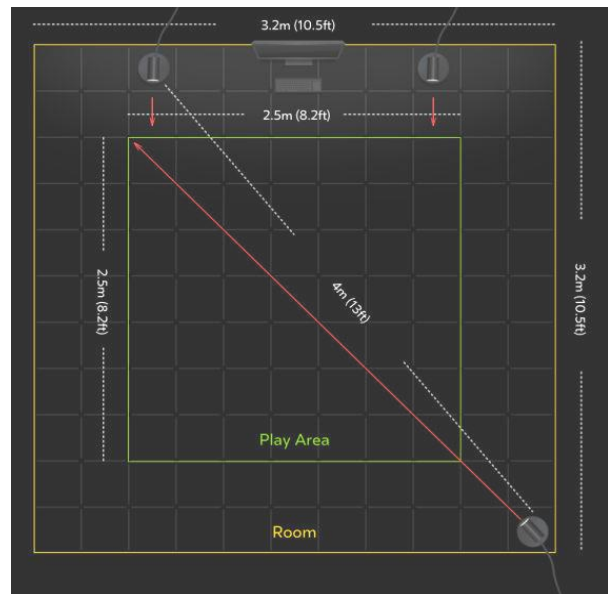 3.2m (10.5ft)
2.5m (8.2ft)
2.5m (8.2ft)
4m (13ft)
3.2m (10.5ft)
Play Area
Room